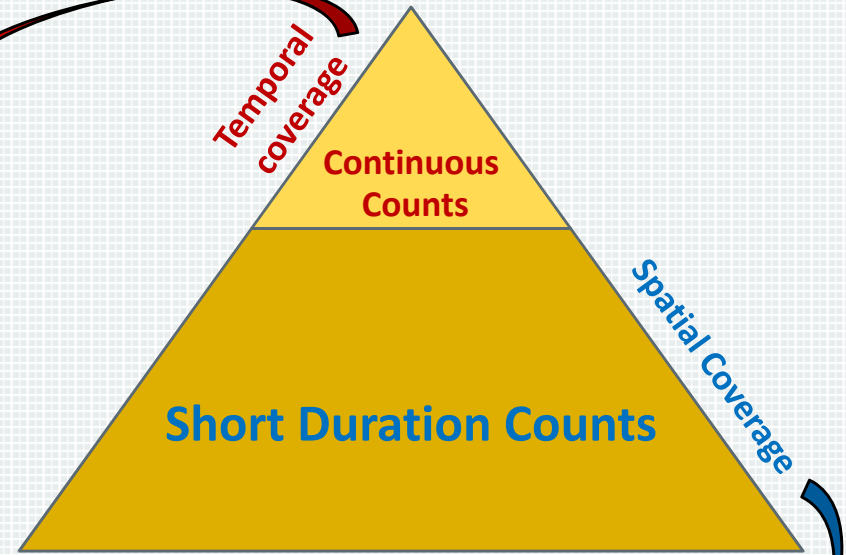 Temporal
coverage
Continuous
Counts
Spatial Coverage
Short Duration Counts